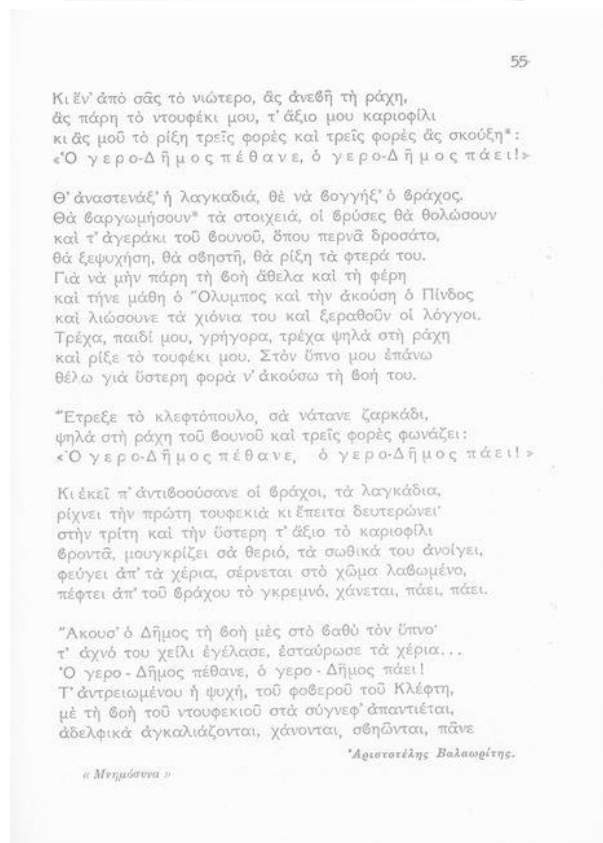 55
Κι ἕν' ἀπὸ σᾶς τὸ νιώτερο, ἂς ἀνεβῆ τὴ ράχη,
ἂς πάρη τὸ ντουφέκι μου, τ' ἄξιο μου καριοφίλι
κι ἂς μοῦ τὸ ρίξη τρεῖς φορὲς καὶ τρεῖς φορὲς ἂς σκούξη*:
«Ὁ γερο-Δῆμος πέθανε, ὁ γερο-Δῆμος πάει!»
Θ' ἀναστενάξ' ἡ λαγκαδιά, θὲ νὰ βογγήξ' ὁ βράχος.
Θὰ βαργωμήσουν* τὰ στοιχειά, οἱ βρύσες θὰ θολώσουν
καὶ τ' ἀγεράκι τοῦ βουνοῦ, ὅπου περνᾶ δροσάτο,
θὰ ξεψυχήση, θὰ σβηστῆ, θὰ ρίξη τὰ φτερά του.
Γιὰ νὰ μὴν πάρη τὴ βοὴ ἄθελα καὶ τὴ φέρη
καὶ τήνε μάθη ὁ Ὄλυμπος καὶ τὴν ἀκούση ὁ Πίνδος
καὶ λιώσουνε τὰ χιόνια του καὶ ξεραθοῦν οἱ λόγγοι.
Τρέχα, παιδί μου, γρήγορα, τρέχα ψηλὰ στὴ ράχη
καὶ ρίξε τὸ τουφέκι μου. Στὸν ὕπνο μου ἐπάνω
θέλω γιὰ ὕστερη φορὰ ν' ἀκούσω τὴ βοή του.
Ἔτρεξε τὸ κλεφτόπουλο, σὰ νάτανε ζαρκάδι,
ψηλὰ στὴ ράχη τοῦ βουνοῦ καὶ τρεῖς φορὲς φωνάζει:
«Ὁ γερο-Δῆμος πέθανε, ὁ γερο-Δῆμος πάει!»
Κι ἐκεῖ π' ἀντιβοούσανε οἱ βράχοι, τὰ λαγκάδια,
ρίχνει τὴν πρώτη τουφεκιὰ κι ἔπειτα δευτερώνει·
στὴν τρίτη καὶ τὴν ὕστερη τ' ἄξιο τὸ καριοφίλι
βροντᾶ, μουγκρίζει σὰ θεριό, τὰ σωθικά του ἀνοίγει,
φεύγει ἀπ' τὰ χέρια, σέρνεται στὸ χῶμα λαβωμένο,
πέφτει ἀπ' τοῦ βράχου τὸ γκρεμνό, χάνεται, πάει, πάει.
Ἄκουσ' ὁ Δῆμος τὴ βοὴ μὲς στὸ βαθὺ τὸν ὕπνο·
τ' ἀχνό του χεῖλι ἐγέλασε, ἐσταύρωσε τὰ χέρια...
Ὁ γερο - Δῆμος πέθανε, ὁ γερο - Δῆμος πάει!
Τ' ἀντρειωμένου ἡ ψυχή, τοῦ φοβεροῦ τοῦ Κλέφτη,
μὲ τὴ βοὴ τοῦ ντουφεκιοῦ στὰ σύγνεφ' ἀπαντιέται,
ἀδελφικὰ ἀγκαλιάζονται, χάνονται, σβηῶνται, πᾶνε
Ἀριστοτέλης Βαλαωρίτης.
« Μνημόσυνα »